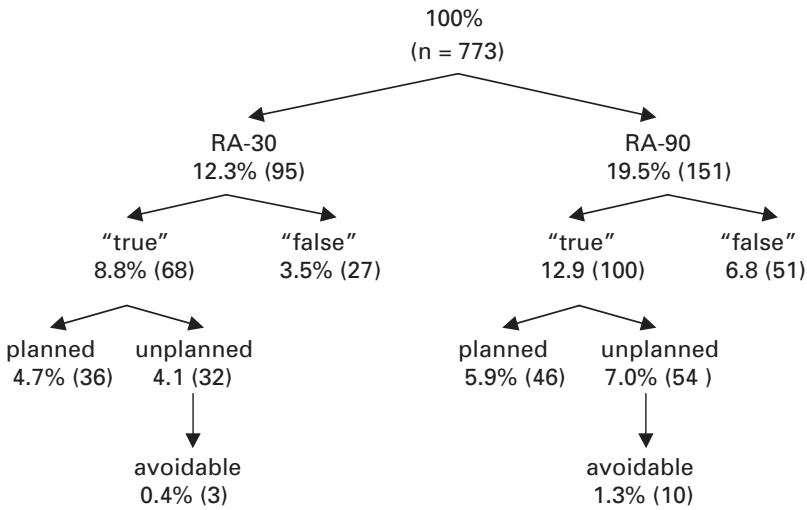 100%
(n = 773)
RA-30
12.3% (95)
RA-90
19.5% (151)
“true”
8.8% (68)
“false”
3.5% (27)
“true”
12.9 (100)
“false”
6.8 (51)
planned
4.7% (36)
unplanned
4.1 (32)
planned
5.9% (46)
unplanned
7.0% (54 )
avoidable
0.4% (3)
avoidable
1.3% (10)